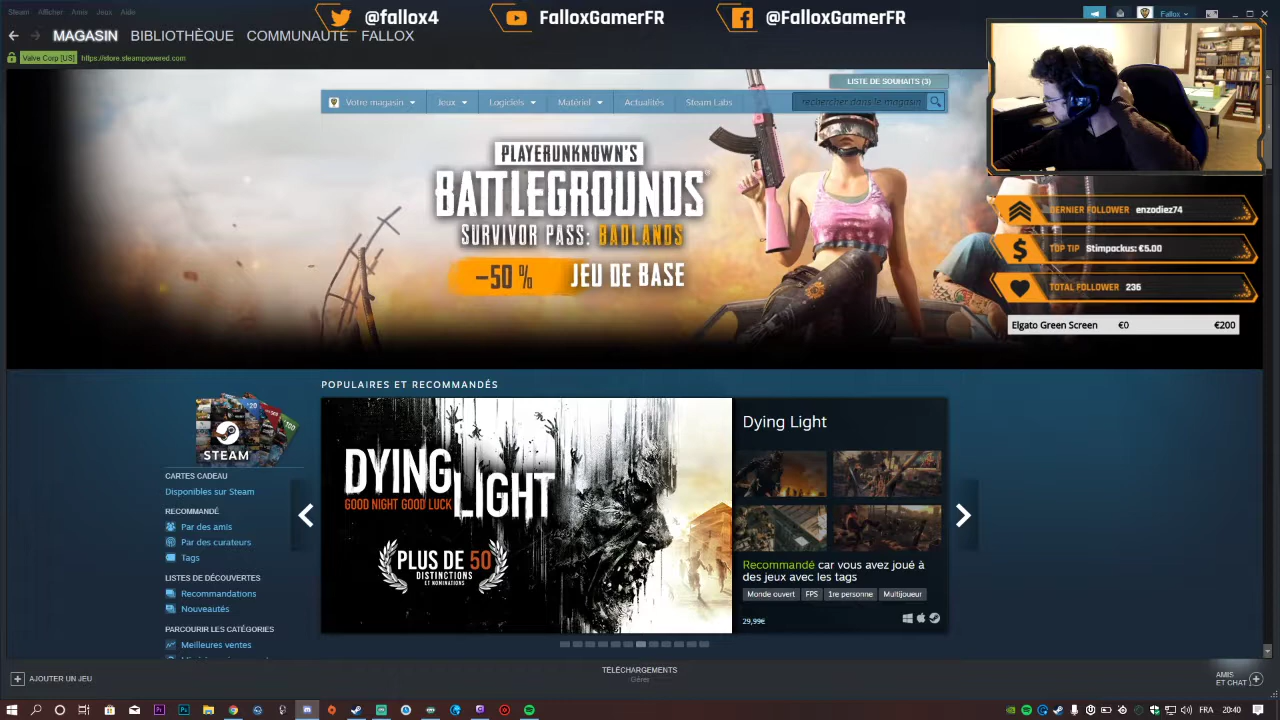 Steam Afficher Amis Jeux Aide
@fallox4
FalloxGamerFR
@FalloxGamerFR
Fallox
MAGASIN BIBLIOTHÈQUE COMMUNAUTÉ FALLOX
Valve Corp [US] https://store.steampowered.com
LISTE DE SOUHAITS (3)
Votre magasin Jeux Logiciels Matériel Actualités Steam Labs rechercher dans le magasin
PLAYERUNKNOWN'S
BATTLEGROUNDS
SURVIVOR PASS: BADLANDS
-50 % JEU DE BASE
DERNIER FOLLOWER enzodiez74
TOP TIP Stimpackus: €5.00
TOTAL FOLLOWER 236
Elgato Green Screen €0 €200
POPULAIRES ET RECOMMANDÉS
STEAM
CARTES CADEAU
Disponibles sur Steam
RECOMMANDÉ
Par des amis
Par des curateurs
Tags
LISTES DE DÉCOUVERTES
Recommandations
Nouveautés
PARCOURIR LES CATÉGORIES
Meilleures ventes
DYING
LIGHT
GOOD NIGHT GOOD LUCK
PLUS DE 50
DISTINCTIONS
ET NOMINATIONS
Dying Light
Recommandé car vous avez joué à
des jeux avec les tags
Monde ouvert FPS 1re personne Multijoueur
29,99€
AJOUTER UN JEU
TÉLÉCHARGEMENTS
Gérer
AMIS
ET CHAT
FRA 20:40